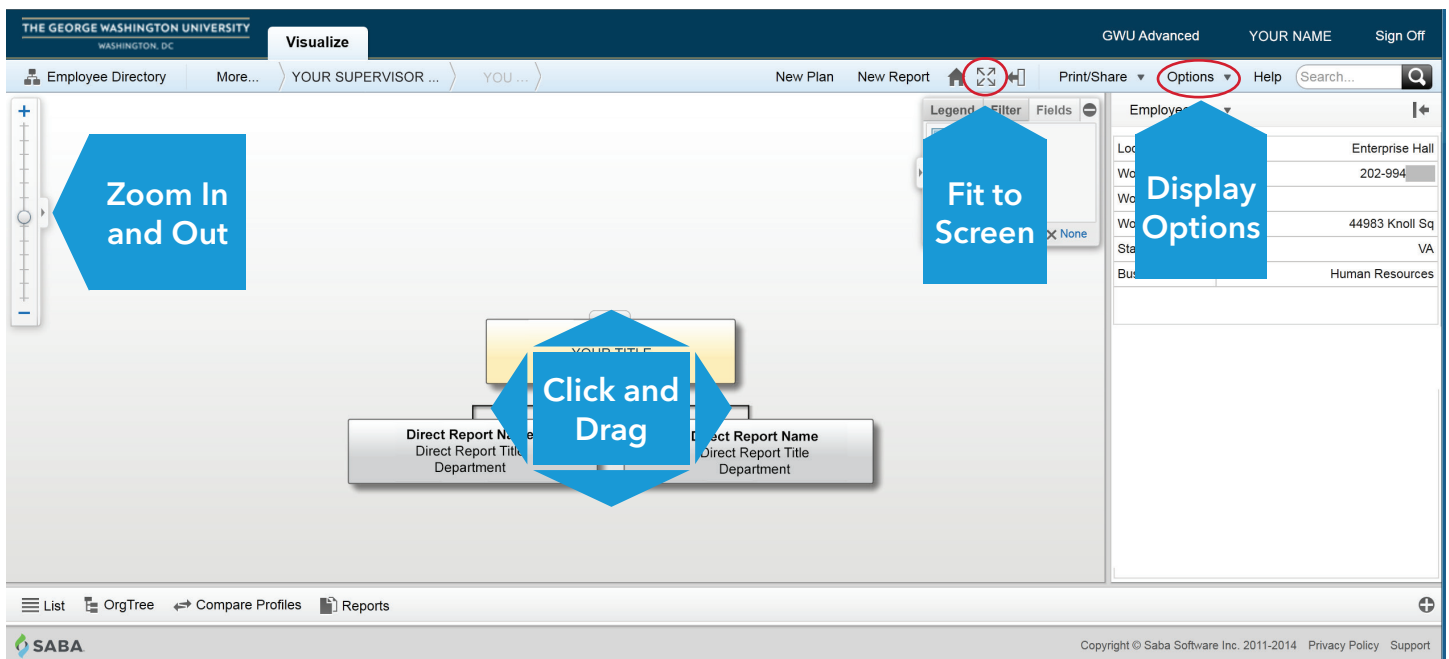 THE GEORGE WASHINGTON UNIVERSITY
WASHINGTON, DC
Visualize
GWU Advanced YOUR NAME Sign Off
Employee Directory More... YOUR SUPERVISOR ... YOU ... New Plan New Report Print/Share Options Help Search...
Legend Filter Fields
None
Enterprise Hall
202-994
44983 Knoll Sq
VA
Human Resources
Zoom In
and Out
Fit to
Screen
Display
Options
YOUR TITLE
Click and
Drag
Direct Report
Direct Report
Department
Report Name
Direct Report Title
Department
List OrgTree Compare Profiles Reports
SABA
Copyright © Saba Software Inc. 2011-2014 Privacy Policy Support